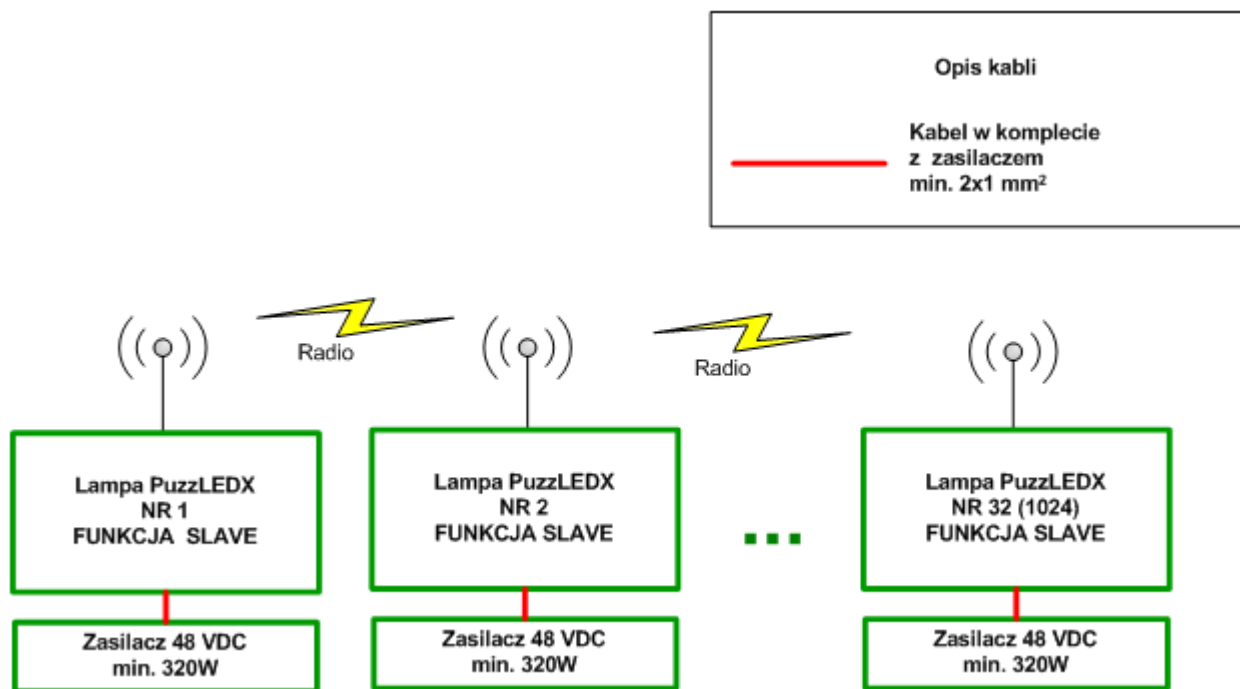 Opis kabli
Kabel w komplecie
z zasilaczem
min. 2x1 mm²
Radio
Radio
Lampa PuzzLEDX
NR 1
FUNKCJA SLAVE
Lampa PuzzLEDX
NR 2
FUNKCJA SLAVE
Lampa PuzzLEDX
NR 32 (1024)
FUNKCJA SLAVE
Zasilacz 48 VDC
min. 320W
Zasilacz 48 VDC
min. 320W
Zasilacz 48 VDC
min. 320W